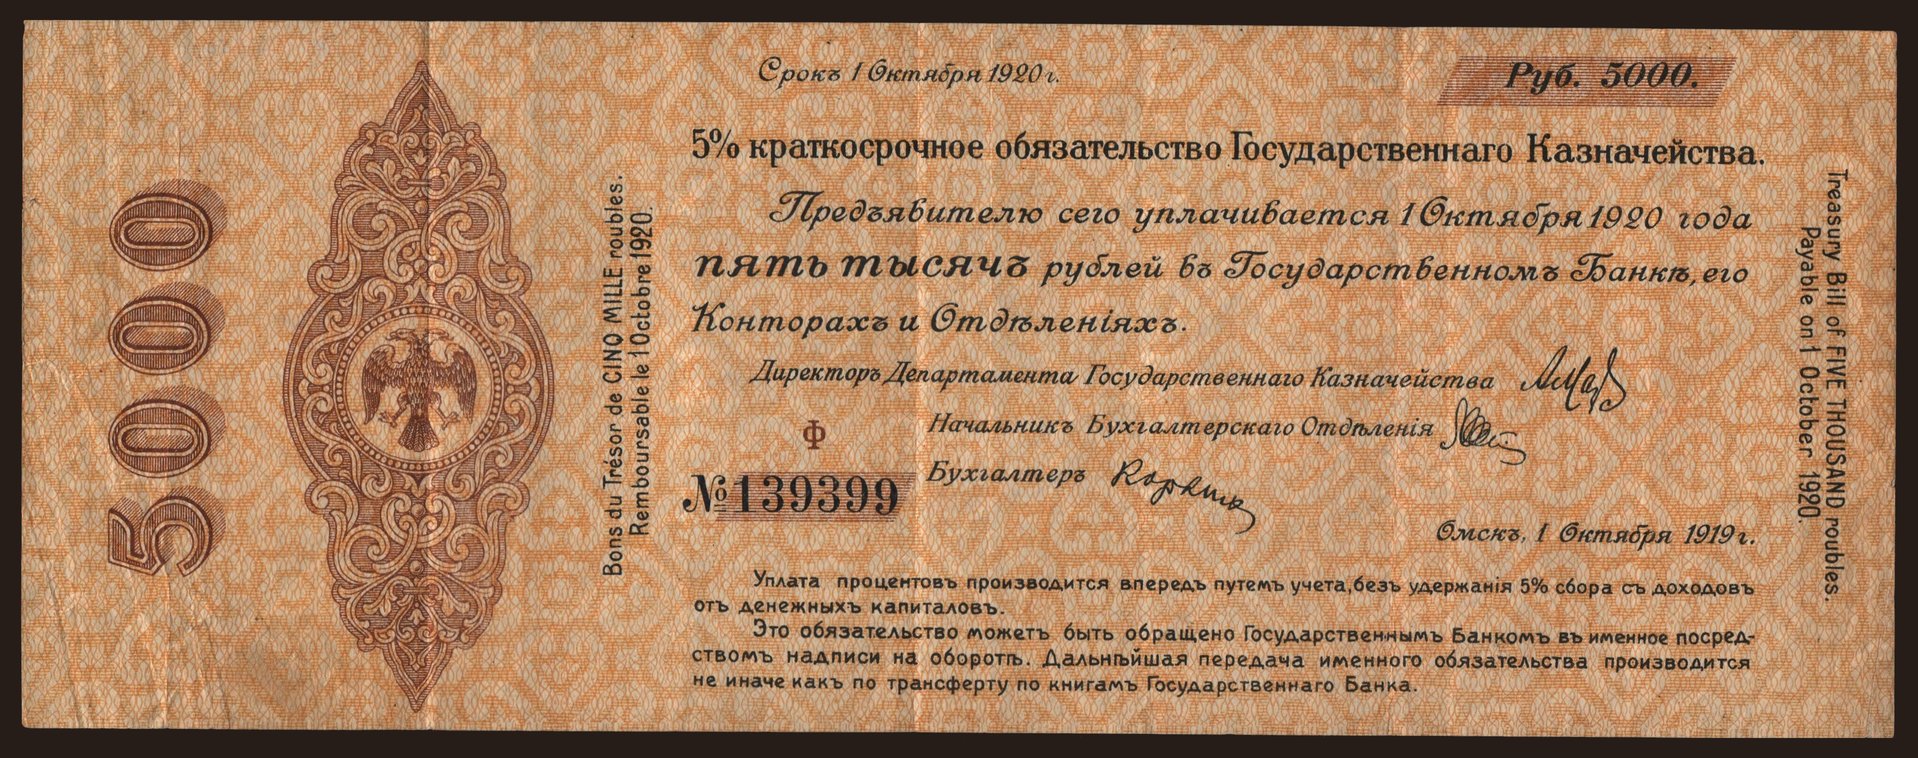 5000
Bons du Trésor de CINQ MILLE roubles.
Remboursable le 1 Octobre 1920.
Срокъ 1 Октября 1920 г.
Руб. 5000.
5% краткосрочное обязательство Государственнаго Казначейства.
Предъявителю сего уплачивается 1 Октября 1920 года
пять тысячъ рублей въ Государственномъ Банкѣ, его
Конторахъ и Отдѣленіяхъ.
Директоръ Департамента Государственнаго Казначейства
Начальникъ Бухгалтерскаго Отдѣленія
Бухгалтеръ
Ф
№ 139399
Омскъ, 1 Октября 1919 г.
Уплата процентовъ производится впередъ путемъ учета, безъ удержанія 5% сбора съ доходовъ
отъ денежныхъ капиталовъ.
Это обязательство можетъ быть обращено Государственнымъ Банкомъ въ именное посред-
ствомъ надписи на оборотѣ. Дальнѣйшая передача именного обязательства производится
не иначе какъ по трансферту по книгамъ Государственнаго Банка.
Treasury Bill of FIVE THOUSAND roubles.
Payable on 1 October 1920.